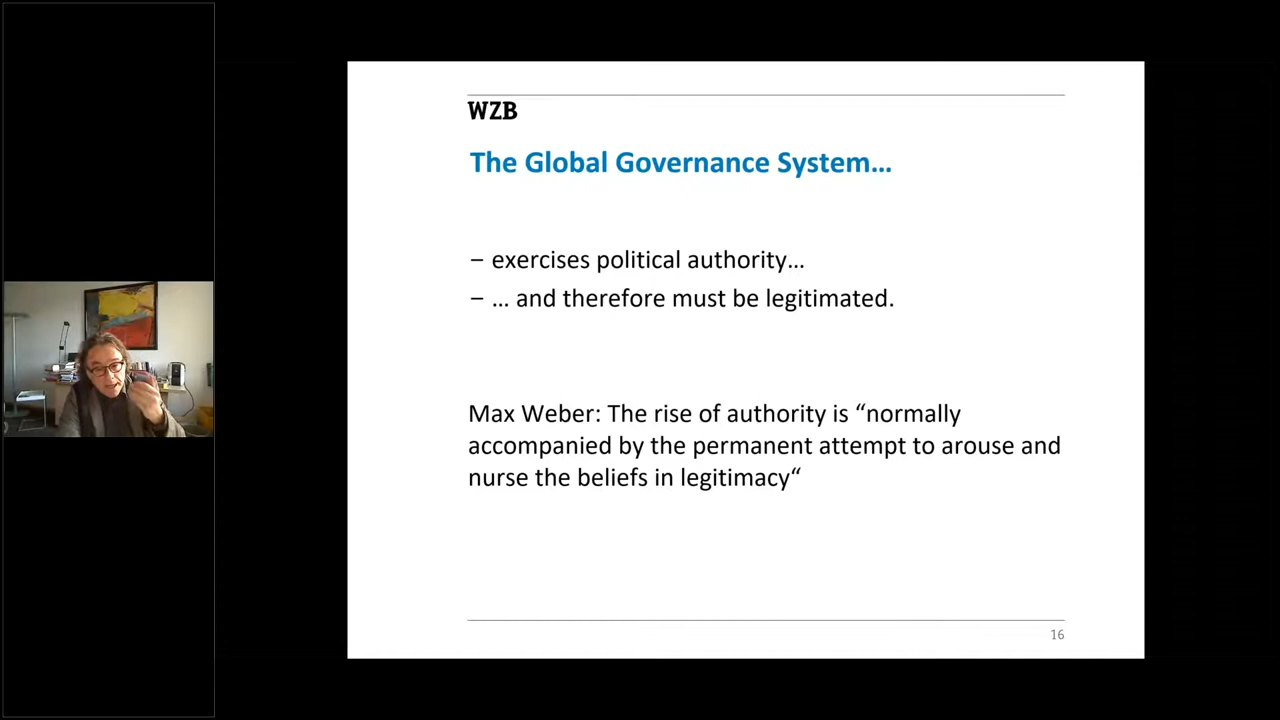 WZB
The Global Governance System…
– exercises political authority…
– … and therefore must be legitimated.
Max Weber: The rise of authority is “normally
accompanied by the permanent attempt to arouse and
nurse the beliefs in legitimacy“
16